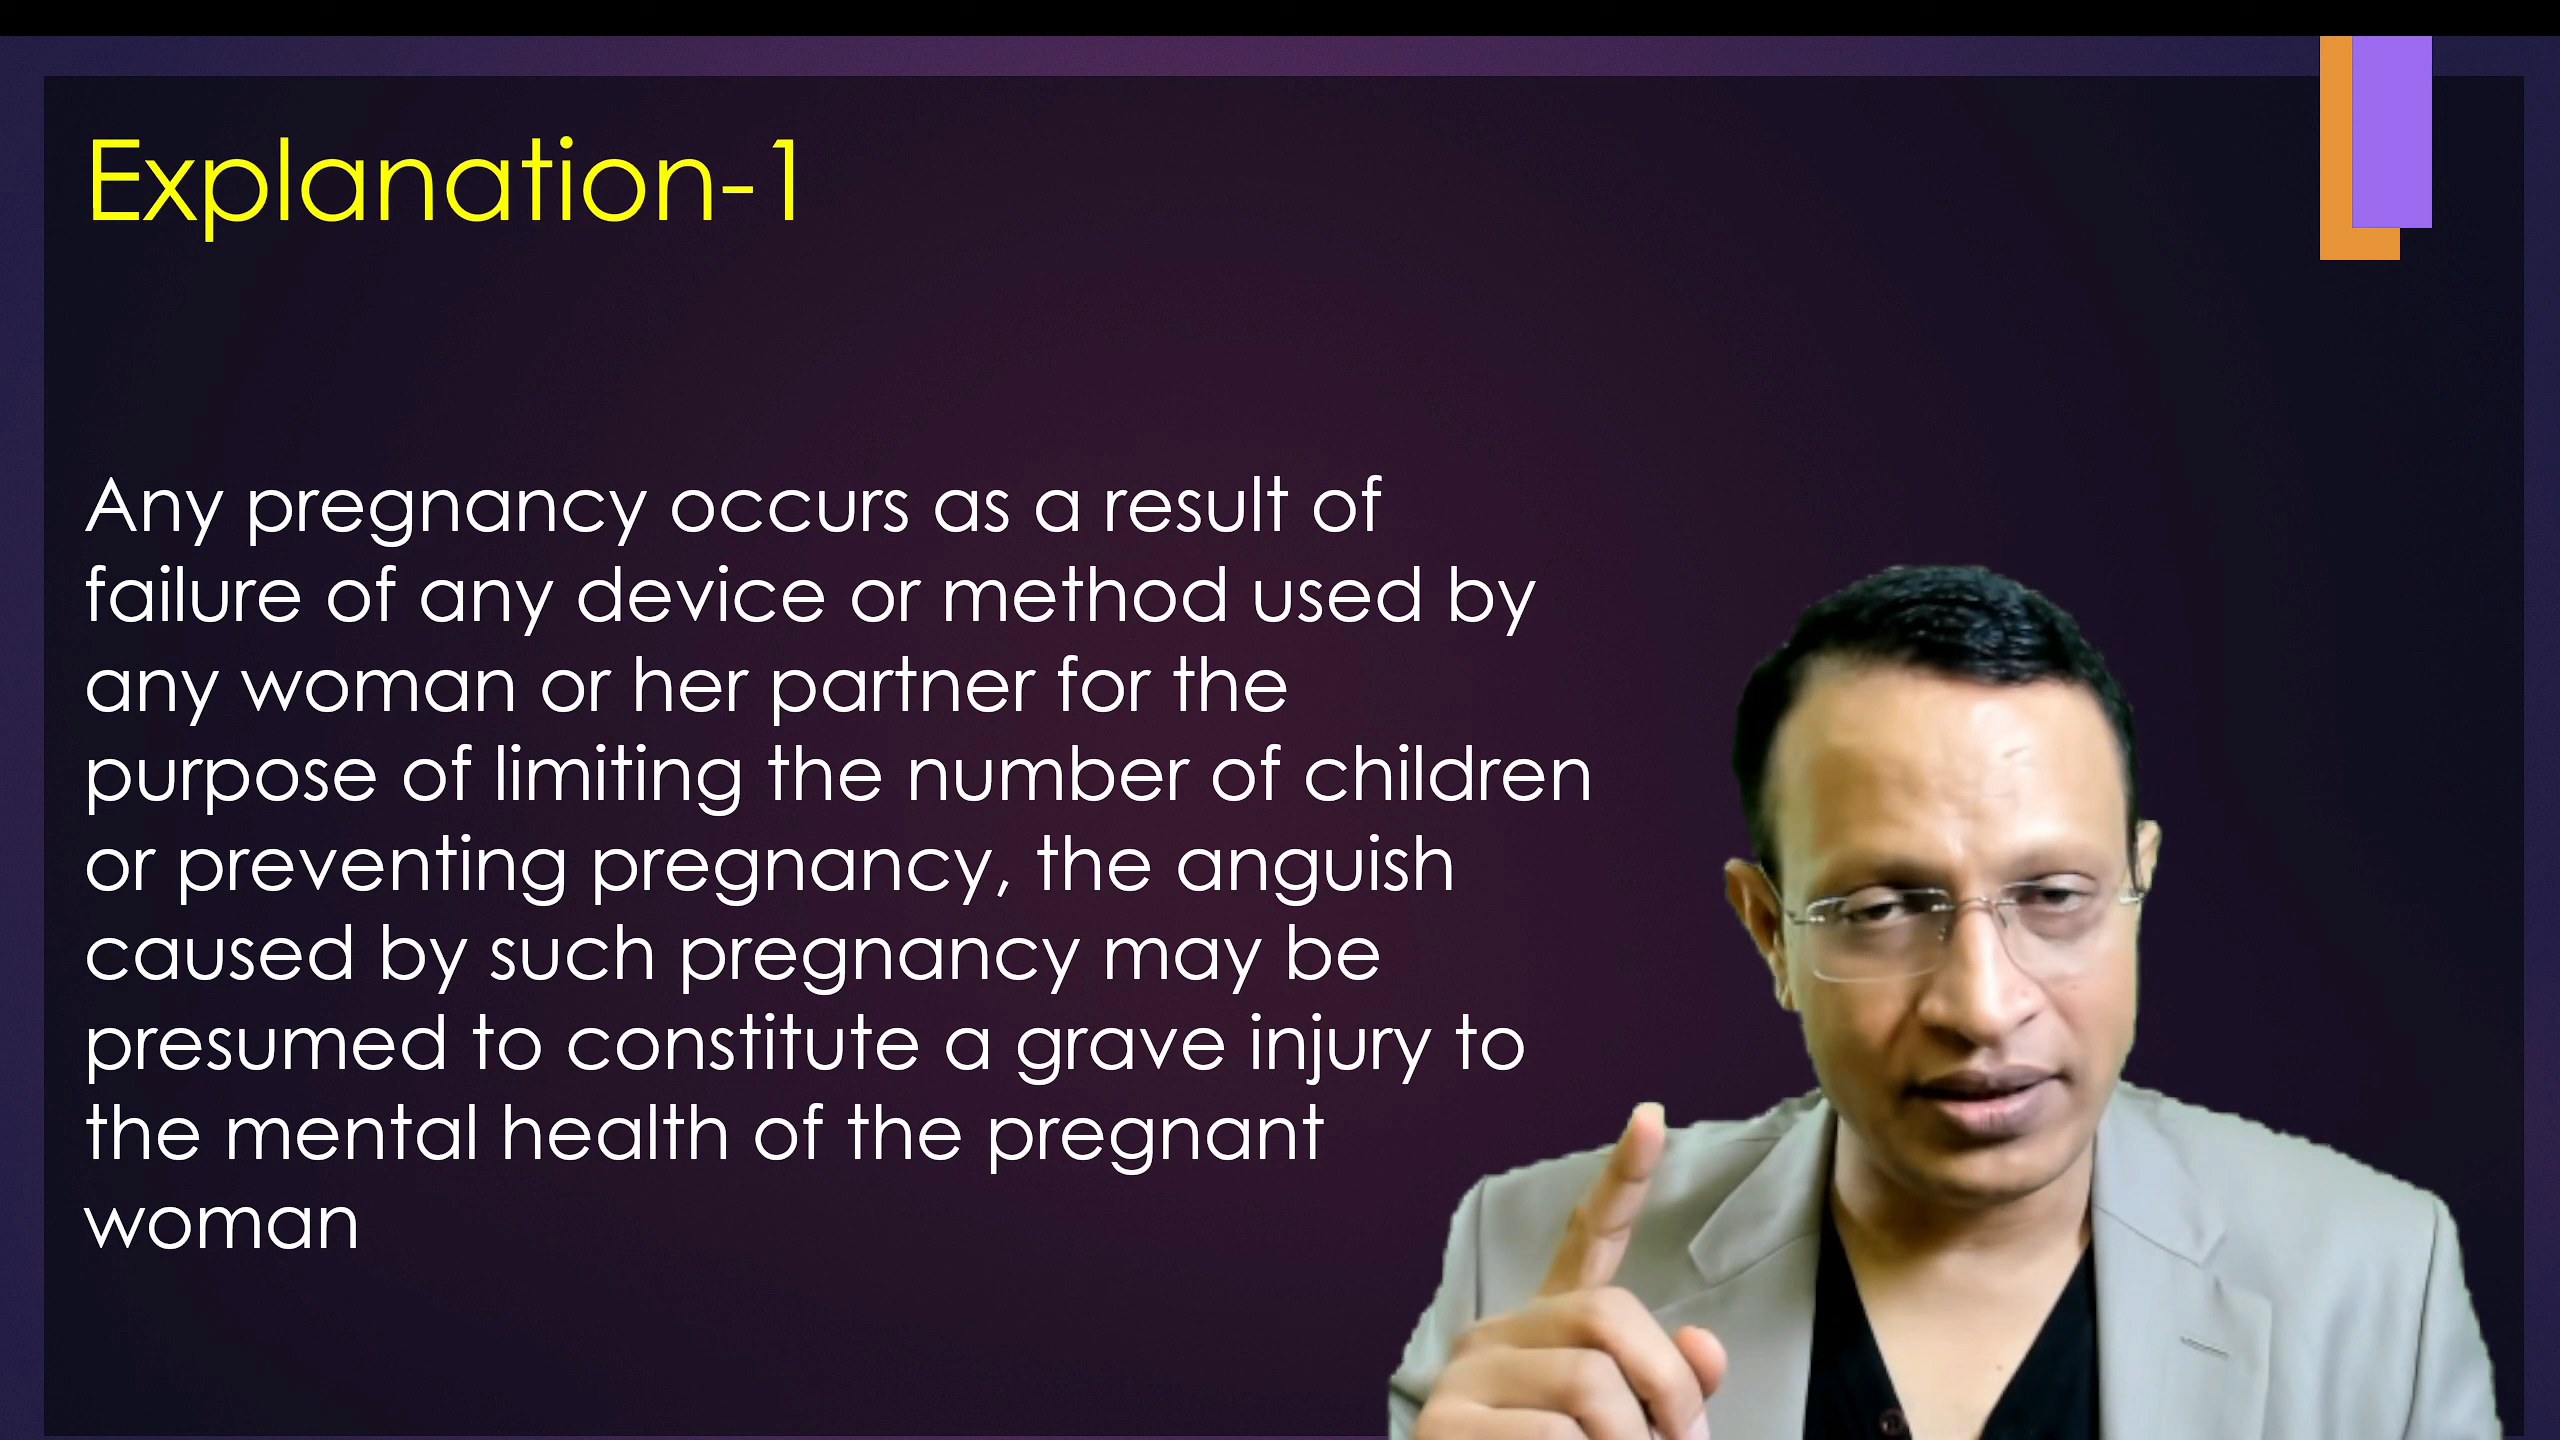 Explanation-1
Any pregnancy occurs as a result of
failure of any device or method used by
any woman or her partner for the
purpose of limiting the number of children
or preventing pregnancy, the anguish
caused by such pregnancy may be
presumed to constitute a grave injury to
the mental health of the pregnant
woman